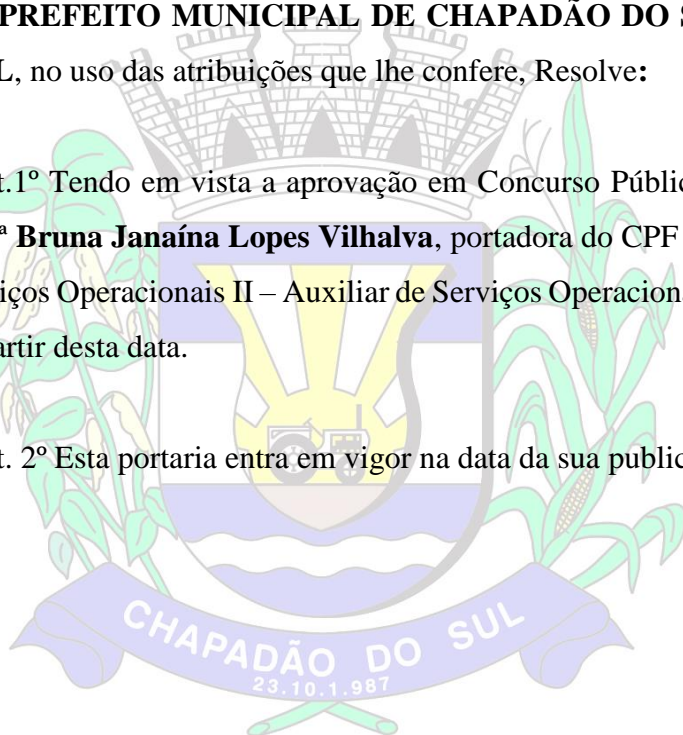 PREFEITO MUNICIPAL DE CHAPADÃO DO S
L, no uso das atribuições que lhe confere, Resolve:
t.1º Tendo em vista a aprovação em Concurso Públic
ª Bruna Janaína Lopes Vilhalva, portadora do CPF
viços Operacionais II – Auxiliar de Serviços Operacion
artir desta data.
t. 2º Esta portaria entra em vigor na data da sua public
CHAPADÃO DO SUL
23.10.1.987